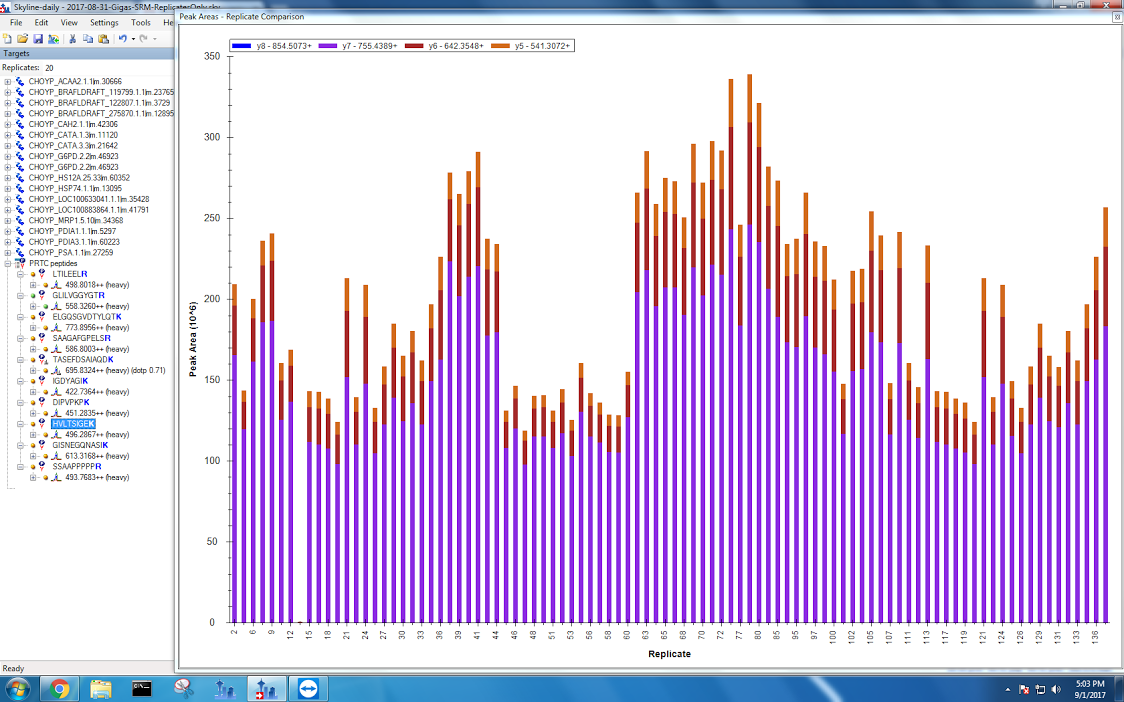 Skyline-daily - 2017-08-31-Gigas-SRM-ReplicatesOnly.sky
File Edit View Settings Tools He
Targets
Replicates: 20
CHOYP_ACAA2.1.1|m.30666
CHOYP_BRAFLDRAFT_119799.1.1|m.23765
CHOYP_BRAFLDRAFT_122807.1.1|m.3729
CHOYP_BRAFLDRAFT_275870.1.1|m.12895
CHOYP_CAH2.1.1|m.42306
CHOYP_CATA.1.3|m.11120
CHOYP_CATA.3.3|m.21642
CHOYP_G6PD.2.2|m.46923
CHOYP_G6PD.2.2|m.46923
CHOYP_HS12A.25.33|m.60352
CHOYP_HSP74.1.1|m.13095
CHOYP_LOC100633041.1.1|m.35428
CHOYP_LOC100883864.1.1|m.41791
CHOYP_MRP1.5.10|m.34368
CHOYP_PDIA1.1.1|m.5297
CHOYP_PDIA3.1.1|m.60223
CHOYP_PSA.1.1|m.27259
PRTC peptides
LTILEELR
498.8018++ (heavy)
GLILVGGYGTR
558.3260++ (heavy)
ELGQSGVDTYLQTK
773.8956++ (heavy)
SAAGAFGPELSR
586.8003++ (heavy)
TASEFDSAIAQDK
695.8324++ (heavy) (dotp 0.71)
IGDYAGIK
422.7364++ (heavy)
DIPVPKPK
451.2835++ (heavy)
HVLTSIGEK
496.2867++ (heavy)
GISNEGQNASIK
613.3168++ (heavy)
SSAAPPPPPR
493.7683++ (heavy)
Ready
Peak Areas - Replicate Comparison
y8 - 854.5073+ y7 - 755.4389+ y6 - 642.3548+ y5 - 541.3072+
350
300
250
200
150
100
50
0
Peak Area (10^6)
2 6 9 12 15 18 21 24 27 30 33 36 39 41 44 46 48 51 53 56 58 60 63 65 68 70 72 77 80 85 95 97 100 102 105 107 111 113 117 119 121 124 126 129 131 133 136
Replicate
5:03 PM
9/1/2017